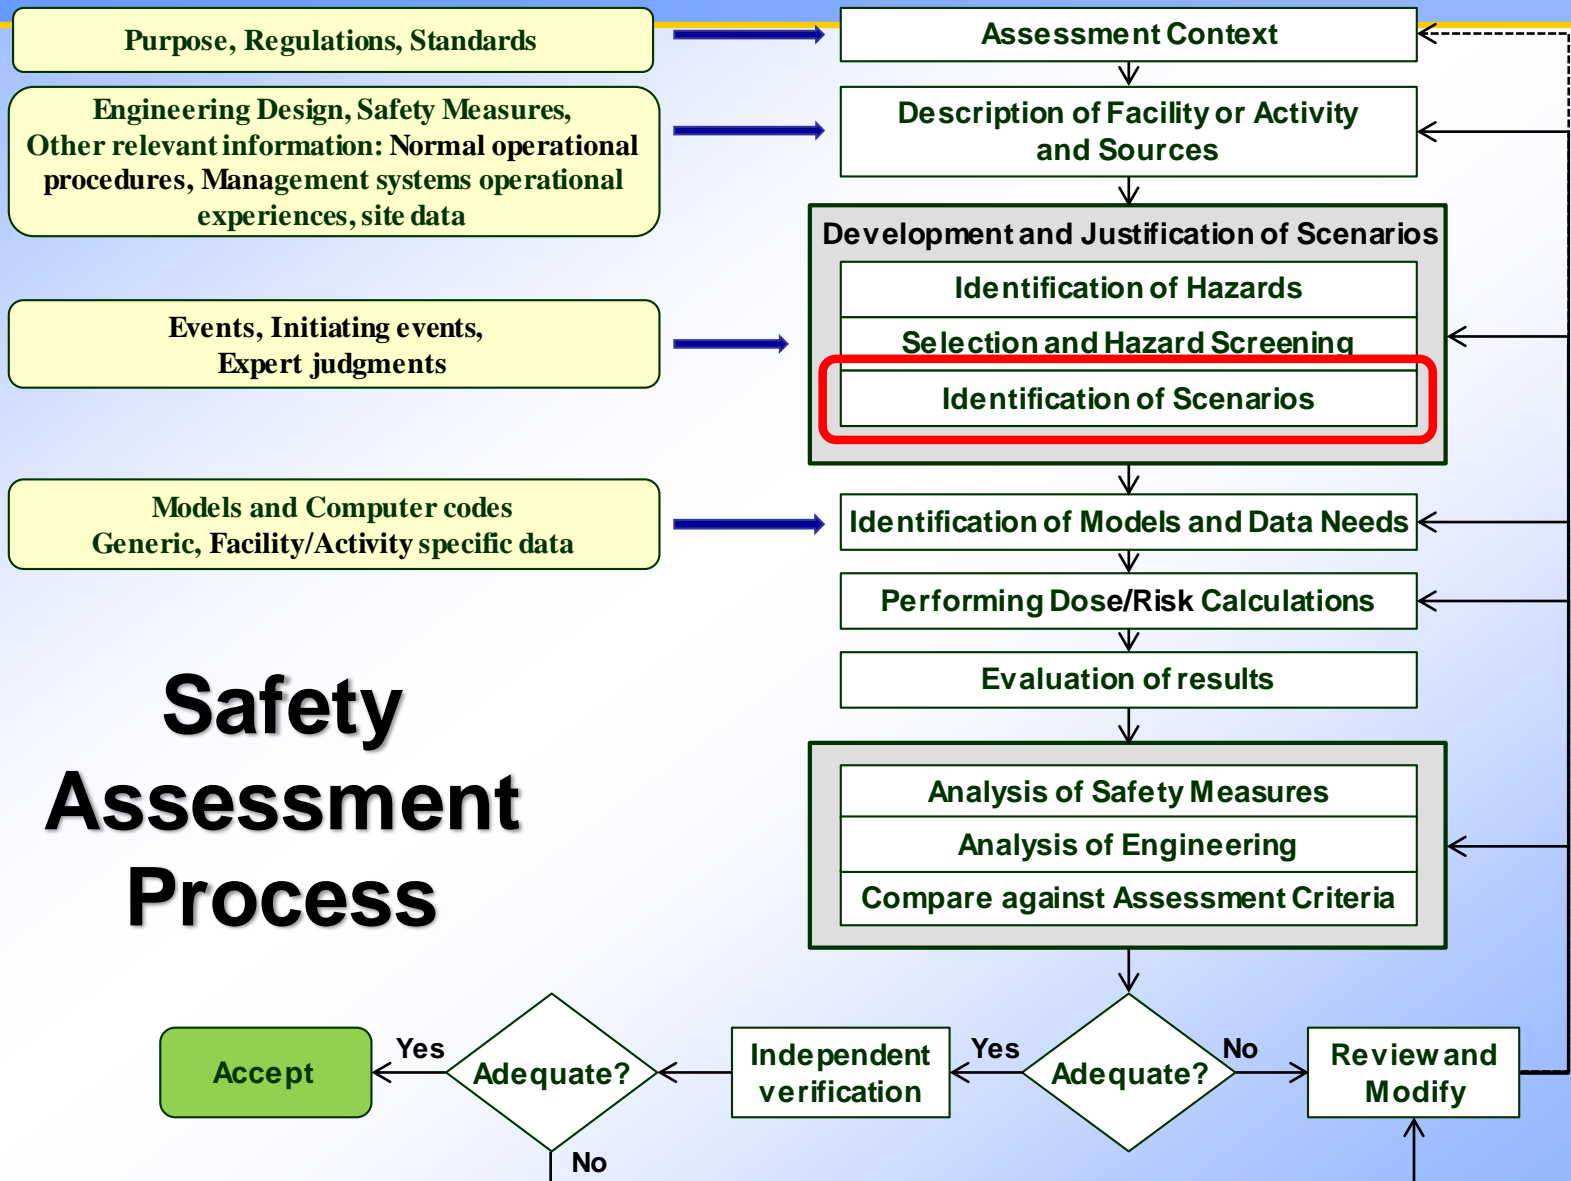 Purpose, Regulations, Standards
Assessment Context
Engineering Design, Safety Measures,
Other relevant information: Normal operational
procedures, Management systems operational
experiences, site data
Description of Facility or Activity
and Sources
Development and Justification of Scenarios
Identification of Hazards
Selection and Hazard Screening
Identification of Scenarios
Events, Initiating events,
Expert judgments
Models and Computer codes
Generic, Facility/Activity specific data
Identification of Models and Data Needs
Performing Dose/Risk Calculations
Evaluation of results
Safety
Assessment
Process
Analysis of Safety Measures
Analysis of Engineering
Compare against Assessment Criteria
Accept
Yes
Adequate?
No
Independent
verification
Yes
Adequate?
No
Review and
Modify